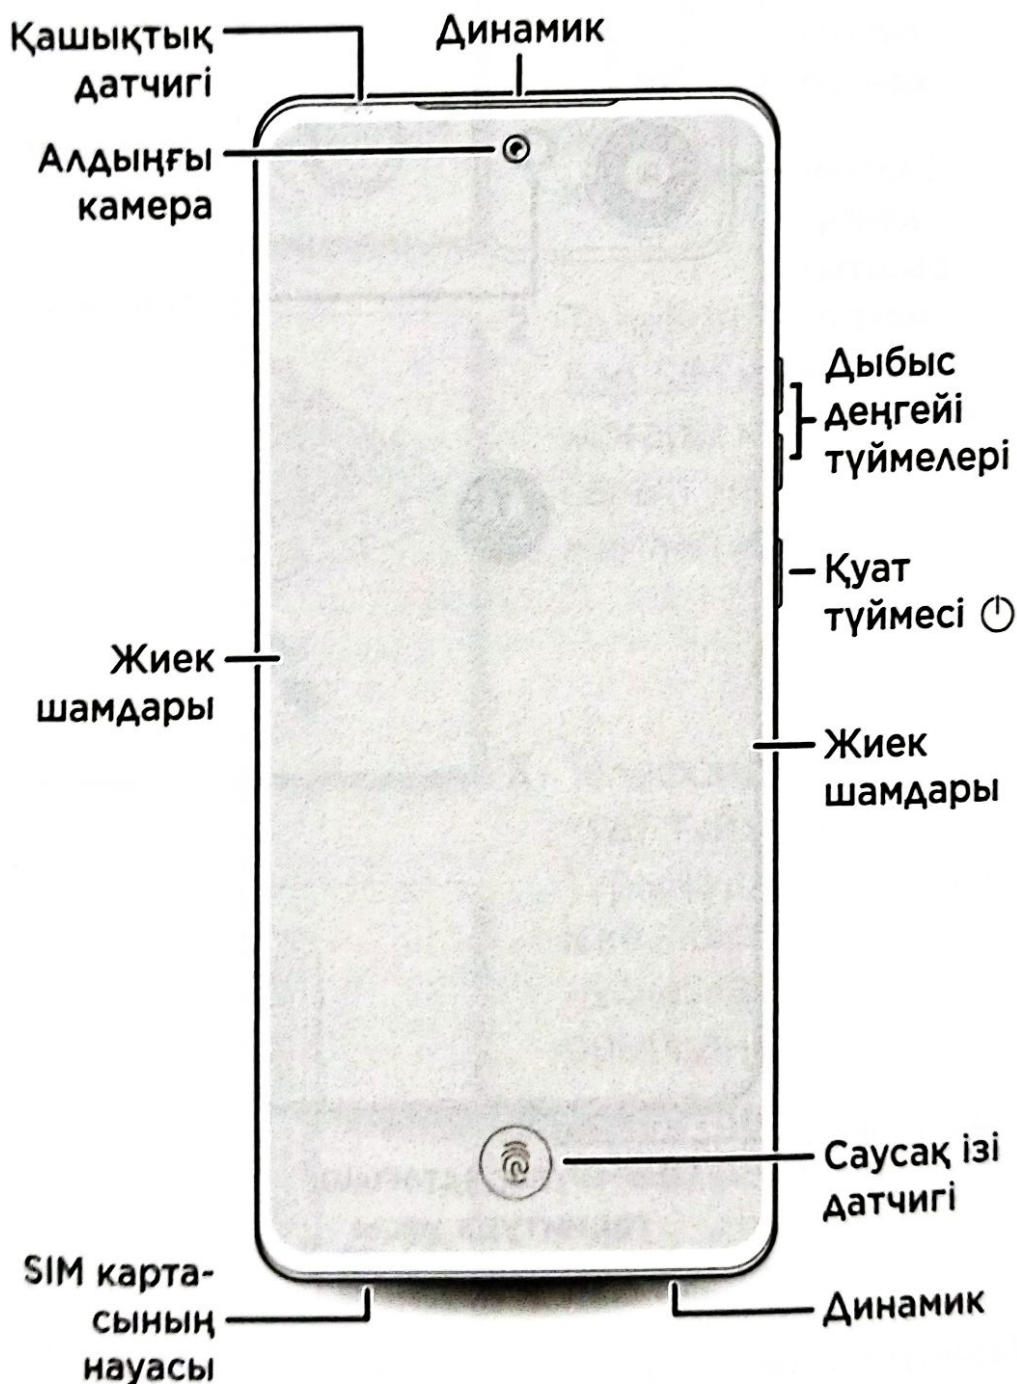 Қашықтық
датчигі
Динамик
Алдыңғы
камера
Дыбыс
деңгейі
түймелері
Қуат
түймесі
Жиек
шамдары
Жиек
шамдары
Саусақ ізі
датчигі
SIM карта-
сының
науасы
Динамик